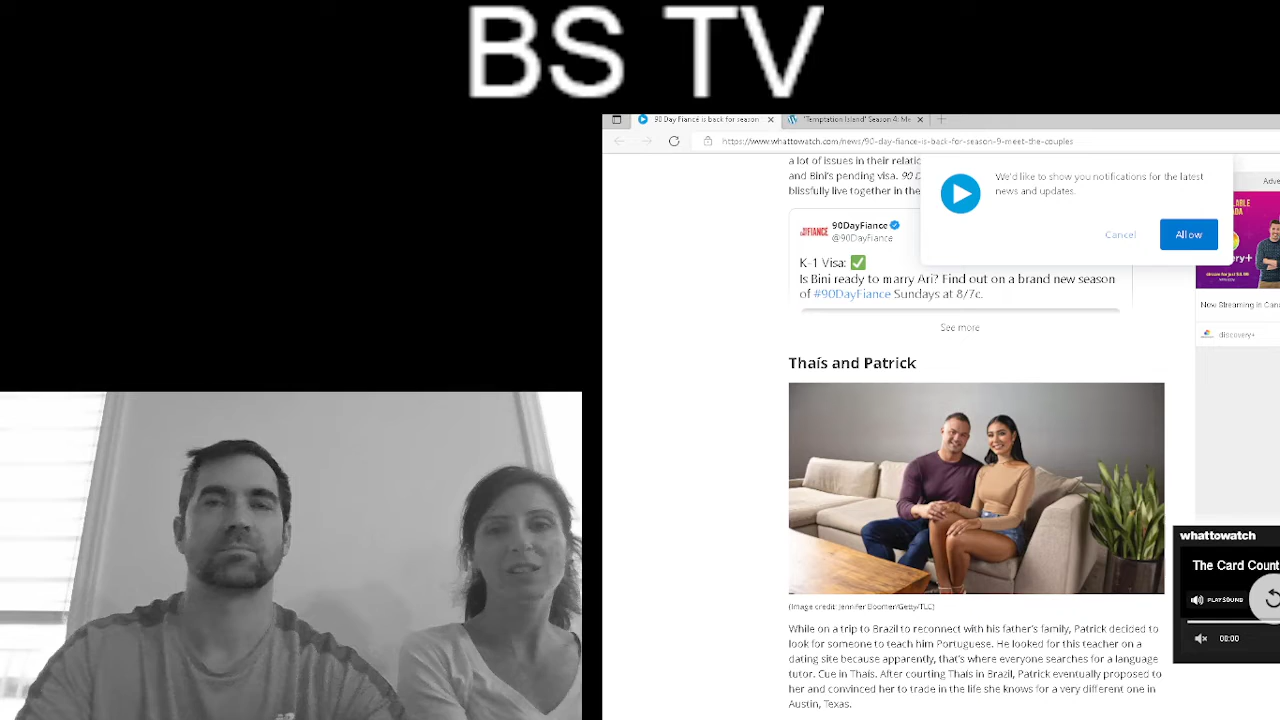 BS TV
90 Day Fiance is back for season
'Temptation Island' Season 4: Me
https://www.whattowatch.com/news/90-day-fiance-is-back-for-season-9-meet-the-couples
a lot of issues in their relati
and Bini's pending visa. 90 D
blissfully live together in the
We'd like to show you notifications for the latest
news and updates.
Cancel
Allow
90DayFiance
@90DayFiance
K-1 Visa: ✅
Is Bini ready to marry Ari? Find out on a brand new season
of #90DayFiance Sundays at 8/7c.
See more
Adve
Now Streaming in Can
discovery+
Thaís and Patrick
(Image credit: Jennifer Boomer/Getty/TLC)
While on a trip to Brazil to reconnect with his father's family, Patrick decided to
look for someone to teach him Portuguese. He looked for this teacher on a
dating site because apparently, that's where everyone searches for a language
tutor. Cue in Thaís. After courting Thaís in Brazil, Patrick eventually proposed to
her and convinced her to trade in the life she knows for a very different one in
Austin, Texas.
whattowatch
The Card Count
PLAY SOUND
00:00